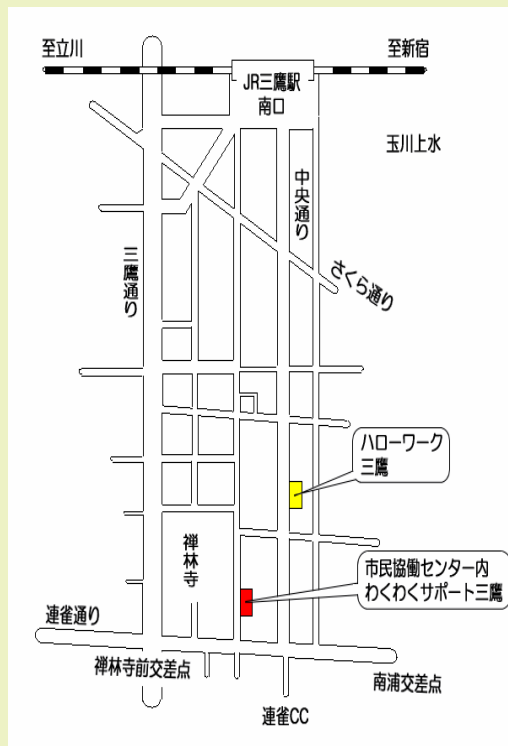 至立川
至新宿
JR三鷹駅
南口
玉川上水
中央通り
三鷹通り
さくら通り
ハローワーク
三鷹
禅林寺
市民協働センター内
わくわくサポート三鷹
連雀通り
禅林寺前交差点
南浦交差点
連雀CC